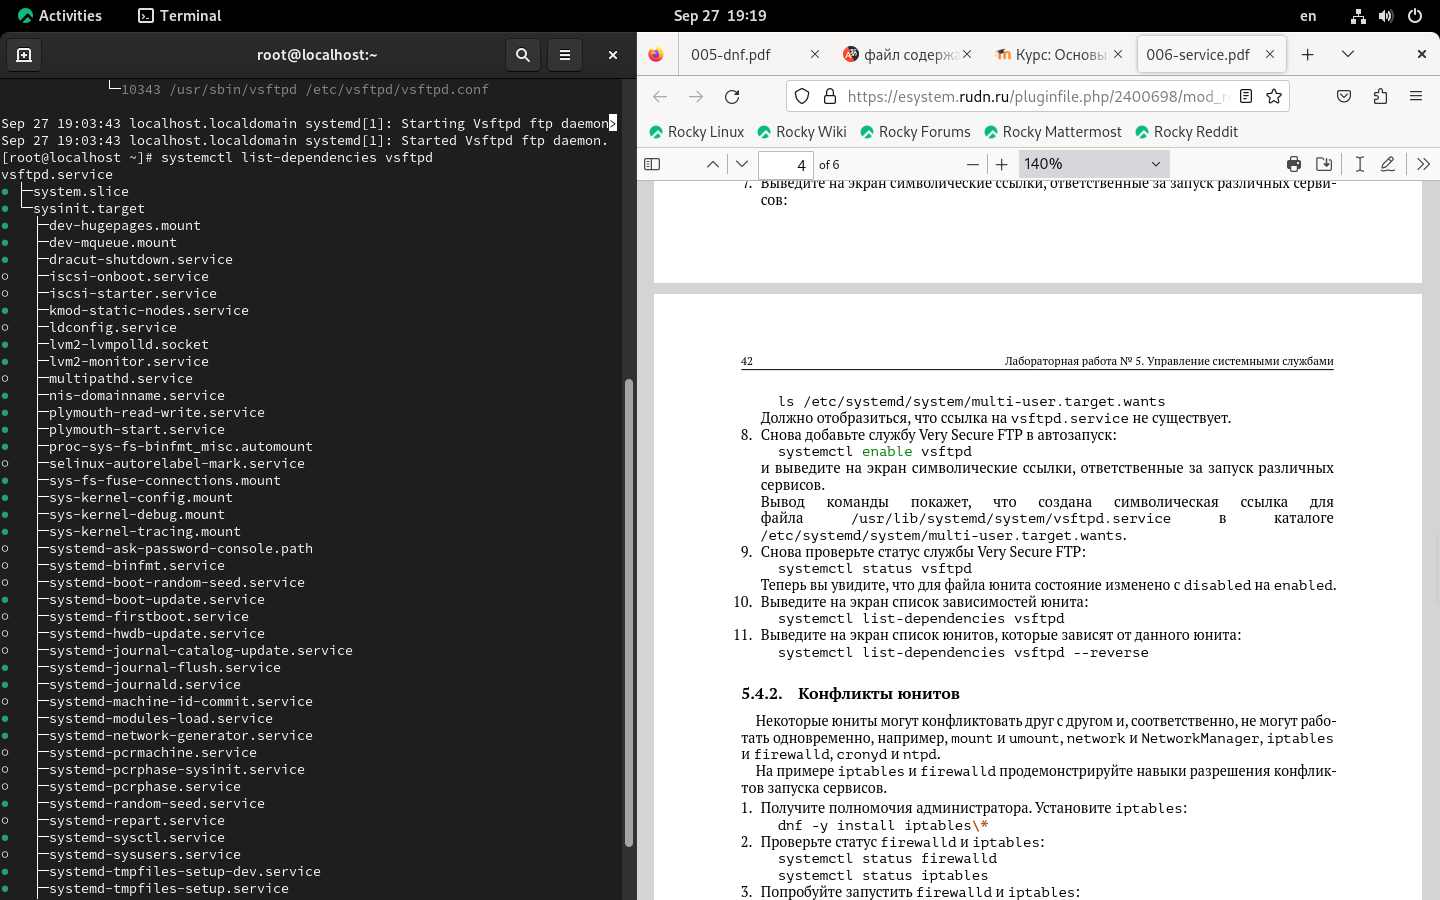 Activities
Terminal
Sep 27 19:19
en
root@localhost:~
└─10343 /usr/sbin/vsftpd /etc/vsftpd/vsftpd.conf
Sep 27 19:03:43 localhost.localdomain systemd[1]: Starting Vsftpd ftp daemon>
Sep 27 19:03:43 localhost.localdomain systemd[1]: Started Vsftpd ftp daemon.
[root@localhost ~]# systemctl list-dependencies vsftpd
vsftpd.service
● ├─system.slice
● └─sysinit.target
● ├─dev-hugepages.mount
● ├─dev-mqueue.mount
● ├─dracut-shutdown.service
○ ├─iscsi-onboot.service
○ ├─iscsi-starter.service
● ├─kmod-static-nodes.service
○ ├─ldconfig.service
● ├─lvm2-lvmpolld.socket
● ├─lvm2-monitor.service
○ ├─multipathd.service
● ├─nis-domainname.service
● ├─plymouth-read-write.service
● ├─plymouth-start.service
● ├─proc-sys-fs-binfmt_misc.automount
○ ├─selinux-autorelabel-mark.service
● ├─sys-fs-fuse-connections.mount
● ├─sys-kernel-config.mount
● ├─sys-kernel-debug.mount
● ├─sys-kernel-tracing.mount
○ ├─systemd-ask-password-console.path
○ ├─systemd-binfmt.service
○ ├─systemd-boot-random-seed.service
● ├─systemd-boot-update.service
○ ├─systemd-firstboot.service
○ ├─systemd-hwdb-update.service
○ ├─systemd-journal-catalog-update.service
● ├─systemd-journal-flush.service
● ├─systemd-journald.service
○ ├─systemd-machine-id-commit.service
● ├─systemd-modules-load.service
● ├─systemd-network-generator.service
○ ├─systemd-pcrmachine.service
○ ├─systemd-pcrphase-sysinit.service
○ ├─systemd-pcrphase.service
● ├─systemd-random-seed.service
○ ├─systemd-repart.service
● ├─systemd-sysctl.service
○ ├─systemd-sysusers.service
● ├─systemd-tmpfiles-setup-dev.service
● ├─systemd-tmpfiles-setup.service
005-dnf.pdf
файл содержа
Курс: Основы
006-service.pdf
https://esystem.rudn.ru/pluginfile.php/2400698/mod_r
Rocky Linux
Rocky Wiki
Rocky Forums
Rocky Mattermost
Rocky Reddit
4 of 6
140%
7. Выведите на экран символические ссылки, ответственные за запуск различных серви-
сов:
42 Лабораторная работа № 5. Управление системными службами
ls /etc/systemd/system/multi-user.target.wants
Должно отобразиться, что ссылка на vsftpd.service не существует.
8. Снова добавьте службу Very Secure FTP в автозапуск:
systemctl enable vsftpd
и выведите на экран символические ссылки, ответственные за запуск различных
сервисов.
Вывод команды покажет, что создана символическая ссылка для
файла /usr/lib/systemd/system/vsftpd.service в каталоге
/etc/systemd/system/multi-user.target.wants.
9. Снова проверьте статус службы Very Secure FTP:
systemctl status vsftpd
Теперь вы увидите, что для файла юнита состояние изменено с disabled на enabled.
10. Выведите на экран список зависимостей юнита:
systemctl list-dependencies vsftpd
11. Выведите на экран список юнитов, которые зависят от данного юнита:
systemctl list-dependencies vsftpd --reverse
5.4.2. Конфликты юнитов
Некоторые юниты могут конфликтовать друг с другом и, соответственно, не могут рабо-
тать одновременно, например, mount и umount, network и NetworkManager, iptables
и firewalld, cronyd и ntpd.
На примере iptables и firewalld продемонстрируйте навыки разрешения конфлик-
тов запуска сервисов.
1. Получите полномочия администратора. Установите iptables:
dnf -y install iptables\*
2. Проверьте статус firewalld и iptables:
systemctl status firewalld
systemctl status iptables
3. Попробуйте запустить firewalld и iptables: